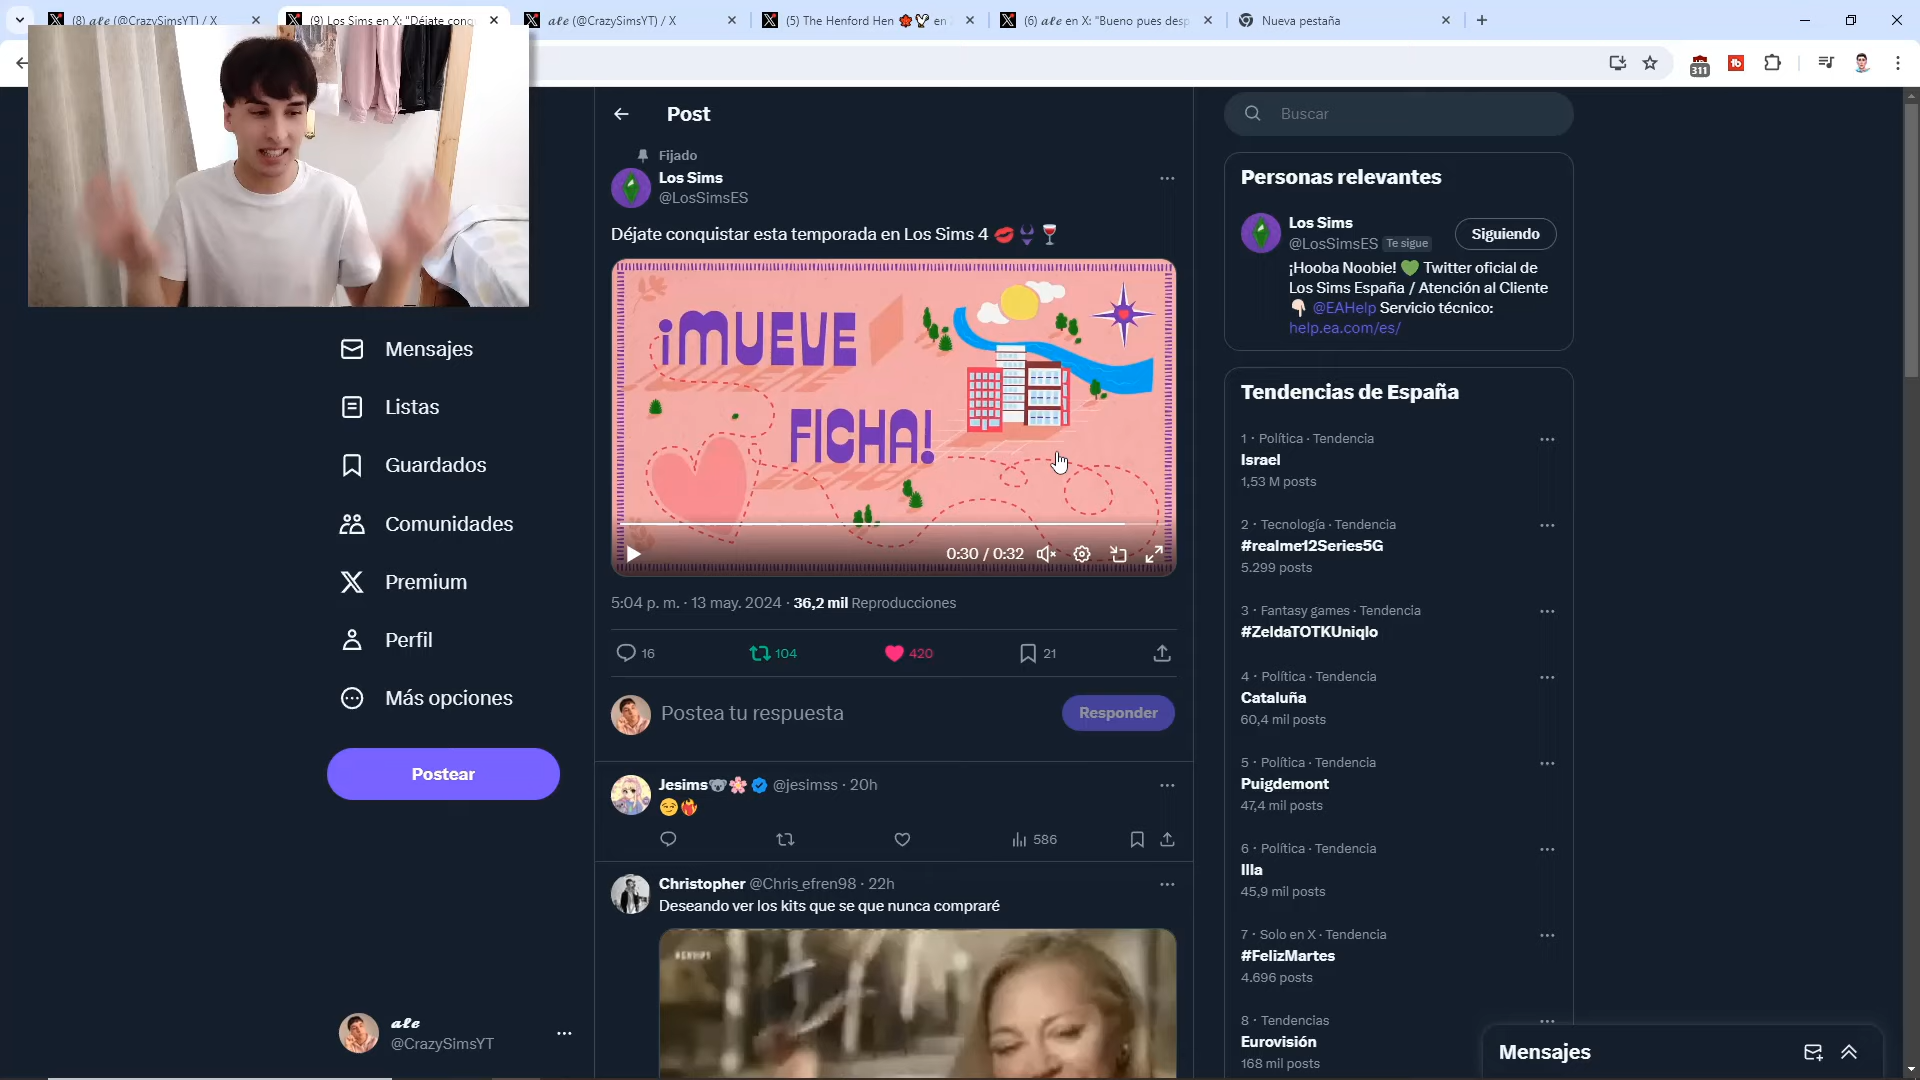 (8) ale (@CrazySimsYT) / X
(9) Los Sims en X: "Déjate conqu
ale (@CrazySimsYT) / X
(5) The Henford Hen 🍁🐓 en
(6) ale en X: "Bueno pues desp
Nueva pestaña
311
Post
Fijado
Los Sims
@LosSimsES
Déjate conquistar esta temporada en Los Sims 4 💋👿🍷
¡MUEVE
FICHA!
0:30 / 0:32
5:04 p. m. · 13 may. 2024 · 36,2 mil Reproducciones
16
104
420
21
Postea tu respuesta
Responder
Jesims🐨🌸 @jesimss · 20h
😏❤️‍🔥
586
Christopher @Chris_efren98 · 22h
Deseando ver los kits que se que nunca compraré
Mensajes
Listas
Guardados
Comunidades
Premium
Perfil
Más opciones
Postear
ale
@CrazySimsYT
Buscar
Personas relevantes
Los Sims
@LosSimsES Te sigue
Siguiendo
¡Hooba Noobie! 💚 Twitter oficial de
Los Sims España / Atención al Cliente
👇🏻 @EAHelp Servicio técnico:
help.ea.com/es/
Tendencias de España
1 · Política · Tendencia
Israel
1,53 M posts
2 · Tecnología · Tendencia
#realme12Series5G
5.299 posts
3 · Fantasy games · Tendencia
#ZeldaTOTKUniqlo
4 · Política · Tendencia
Cataluña
60,4 mil posts
5 · Política · Tendencia
Puigdemont
47,4 mil posts
6 · Política · Tendencia
Illa
45,9 mil posts
7 · Solo en X · Tendencia
#FelizMartes
4.696 posts
8 · Tendencias
Eurovisión
168 mil posts
Mensajes